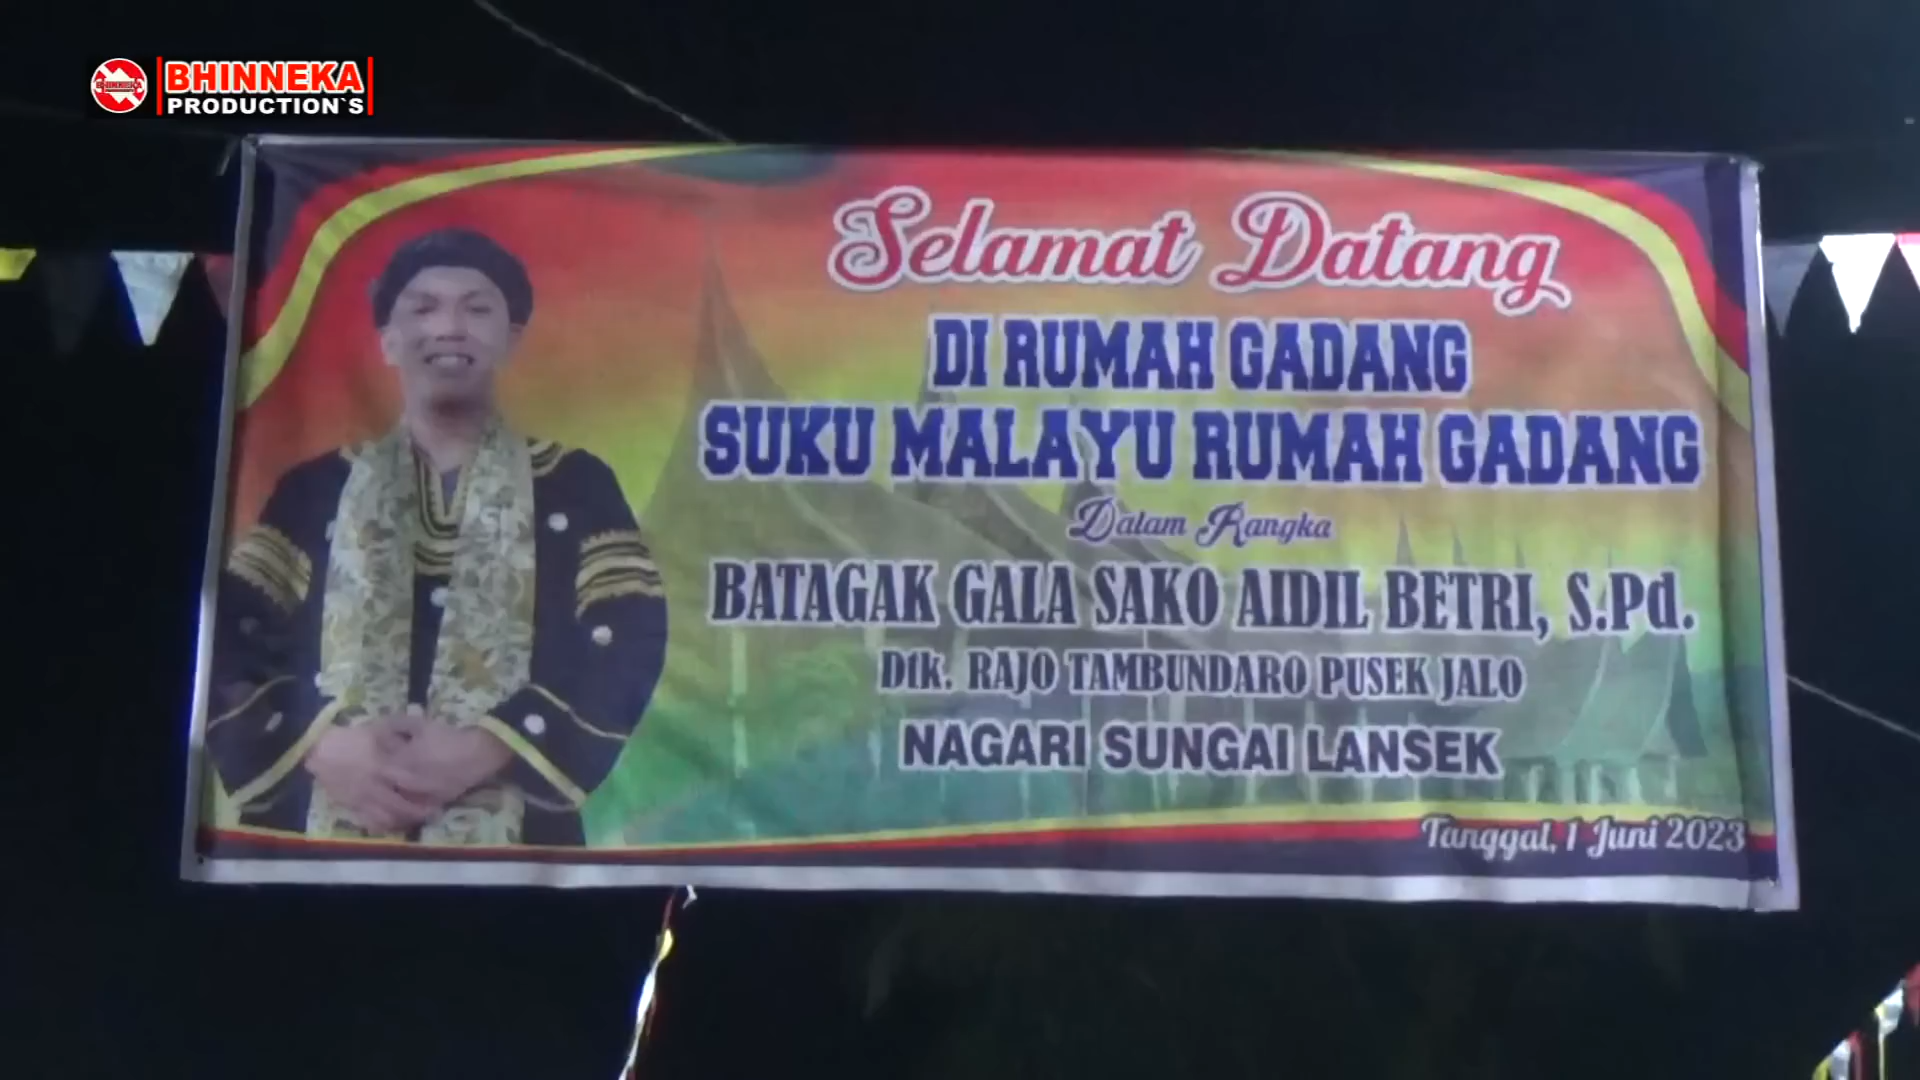 BHINNEKA
PRODUCTION`S
Selamat Datang
DI RUMAH GADANG
SUKU MALAYU RUMAH GADANG
Dalam Rangka
BATAGAK GALA SAKO AIDIL BETRI, S.Pd.
Dtk. RAJO TAMBUNDARO PUSEK JALO
NAGARI SUNGAI LANSEK
Tanggal, 1 Juni 2023